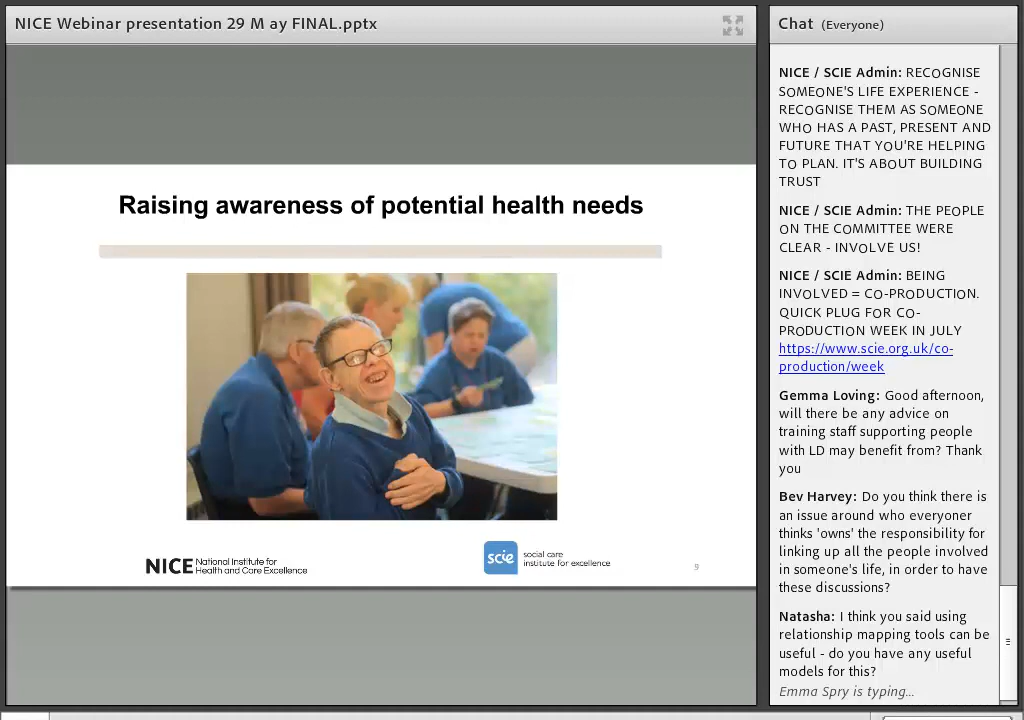 NICE Webinar presentation 29 M ay FINAL.pptx
Raising awareness of potential health needs
NICE National Institute for
Health and Care Excellence
scie social care
institute for excellence
9
Chat (Everyone)
NICE / SCIE Admin: RECOGNISE
SOMEONE'S LIFE EXPERIENCE -
RECOGNISE THEM AS SOMEONE
WHO HAS A PAST, PRESENT AND
FUTURE THAT YOU'RE HELPING
TO PLAN. IT'S ABOUT BUILDING
TRUST
NICE / SCIE Admin: THE PEOPLE
ON THE COMMITTEE WERE
CLEAR - INVOLVE US!
NICE / SCIE Admin: BEING
INVOLVED = CO-PRODUCTION.
QUICK PLUG FOR CO-
PRODUCTION WEEK IN JULY
https://www.scie.org.uk/co-
production/week
Gemma Loving: Good afternoon,
will there be any advice on
training staff supporting people
with LD may benefit from? Thank
you
Bev Harvey: Do you think there is
an issue around who everyoner
thinks 'owns' the responsibility for
linking up all the people involved
in someone's life, in order to have
these discussions?
Natasha: I think you said using
relationship mapping tools can be
useful - do you have any useful
models for this?
Emma Spry is typing...